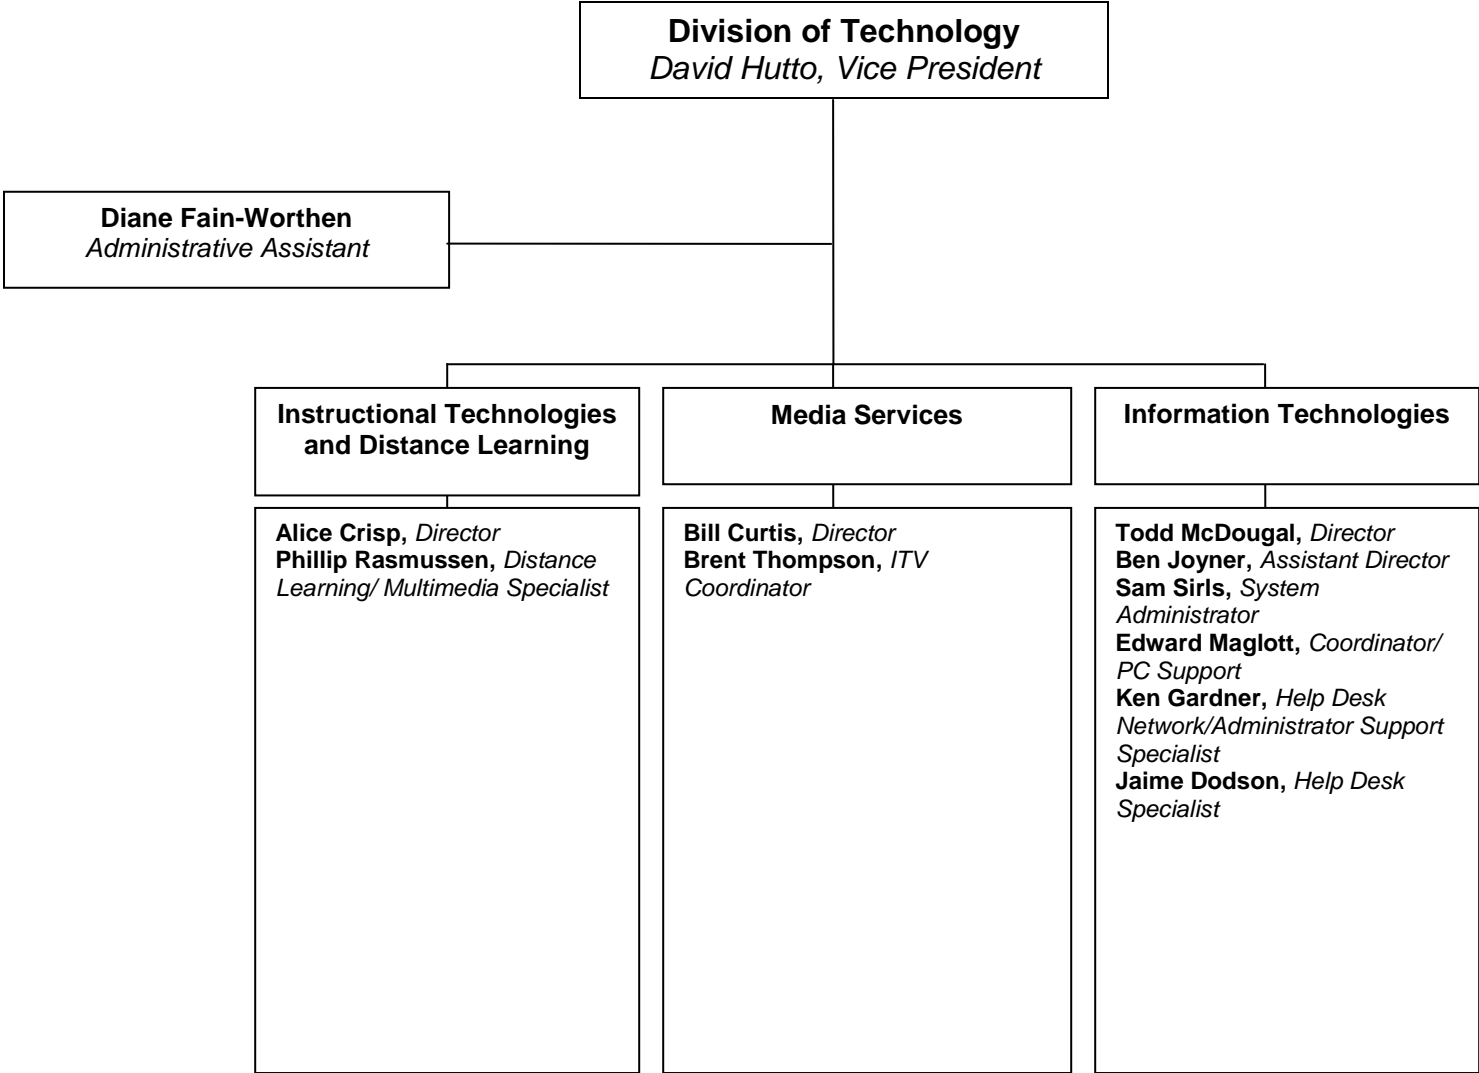 Division of Technology
David Hutto, Vice President
Diane Fain-Worthen
Administrative Assistant
Instructional Technologies
and Distance Learning
Media Services
Information Technologies
Alice Crisp, Director
Phillip Rasmussen, Distance
Learning/ Multimedia Specialist
Bill Curtis, Director
Brent Thompson, ITV
Coordinator
Todd McDougal, Director
Ben Joyner, Assistant Director
Sam Sirls, System
Administrator
Edward Maglott, Coordinator/
PC Support
Ken Gardner, Help Desk
Network/Administrator Support
Specialist
Jaime Dodson, Help Desk
Specialist